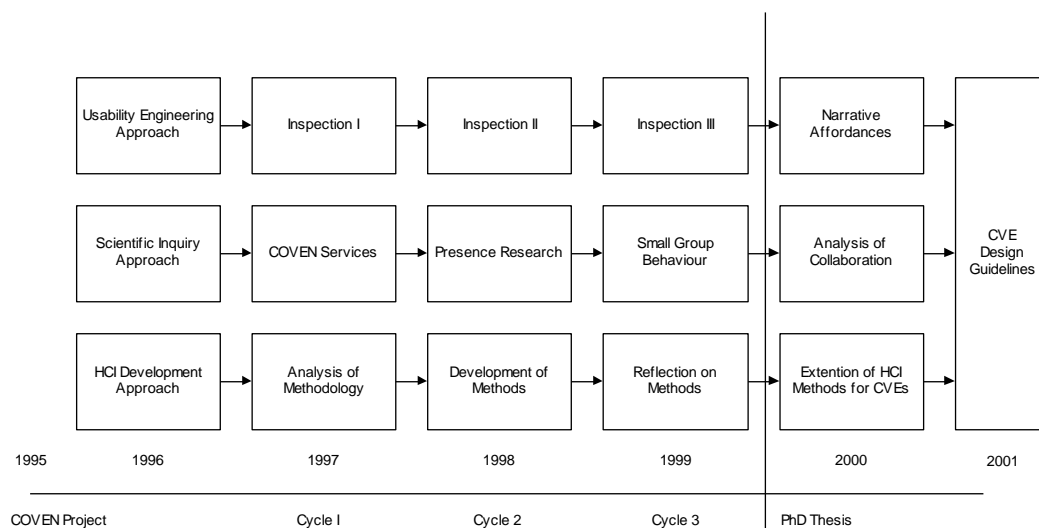 Usability Engineering
Approach
Inspection I
Inspection II
Inspection III
Narrative
Affordances
Scientific Inquiry
Approach
COVEN Services
Presence Research
Small Group
Behaviour
Analysis of
Collaboration
CVE
Design
Guidelines
HCI Development
Approach
Analysis of
Methodology
Development of
Methods
Reflection on
Methods
Extention of HCI
Methods for CVEs
1995
1996
1997
1998
1999
2000
2001
COVEN Project
Cycle I
Cycle 2
Cycle 3
PhD Thesis